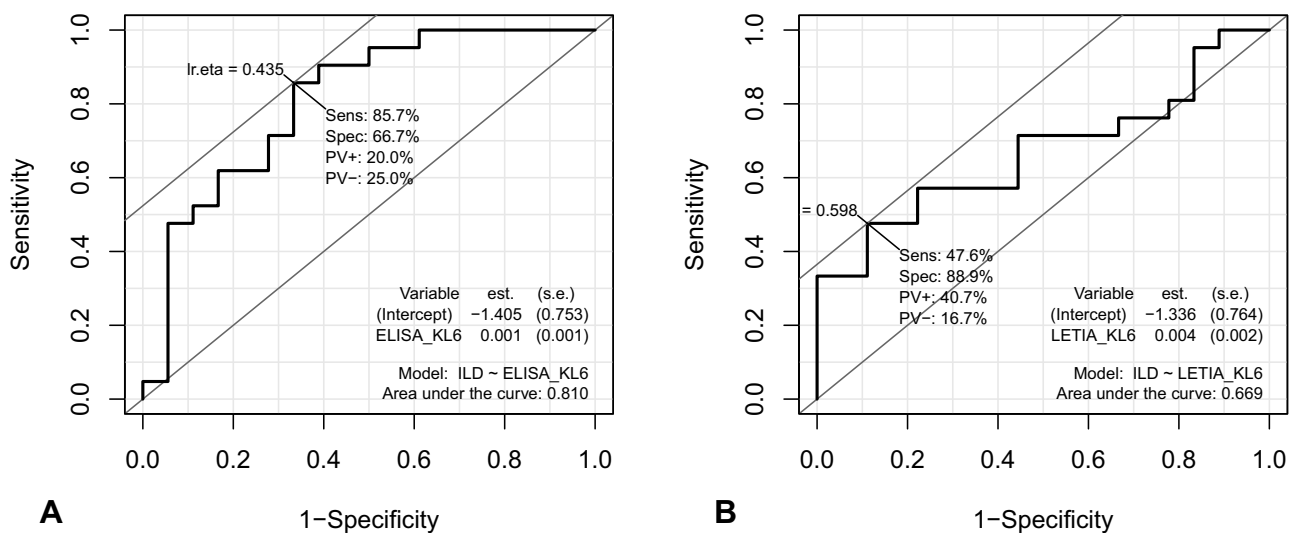 lr.eta = 0.435
Sens: 85.7%
Spec: 66.7%
PV+: 20.0%
PV−: 25.0%
Variable est. (s.e.)
(Intercept) −1.405 (0.753)
ELISA_KL6 0.001 (0.001)
Model: ILD ~ ELISA_KL6
Area under the curve: 0.810
Sensitivity
0.0 0.2 0.4 0.6 0.8 1.0
0.0 0.2 0.4 0.6 0.8 1.0
1−Specificity
A
= 0.598
Sens: 47.6%
Spec: 88.9%
PV+: 40.7%
PV−: 16.7%
Variable est. (s.e.)
(Intercept) −1.336 (0.764)
LETIA_KL6 0.004 (0.002)
Model: ILD ~ LETIA_KL6
Area under the curve: 0.669
Sensitivity
0.0 0.2 0.4 0.6 0.8 1.0
0.0 0.2 0.4 0.6 0.8 1.0
1−Specificity
B